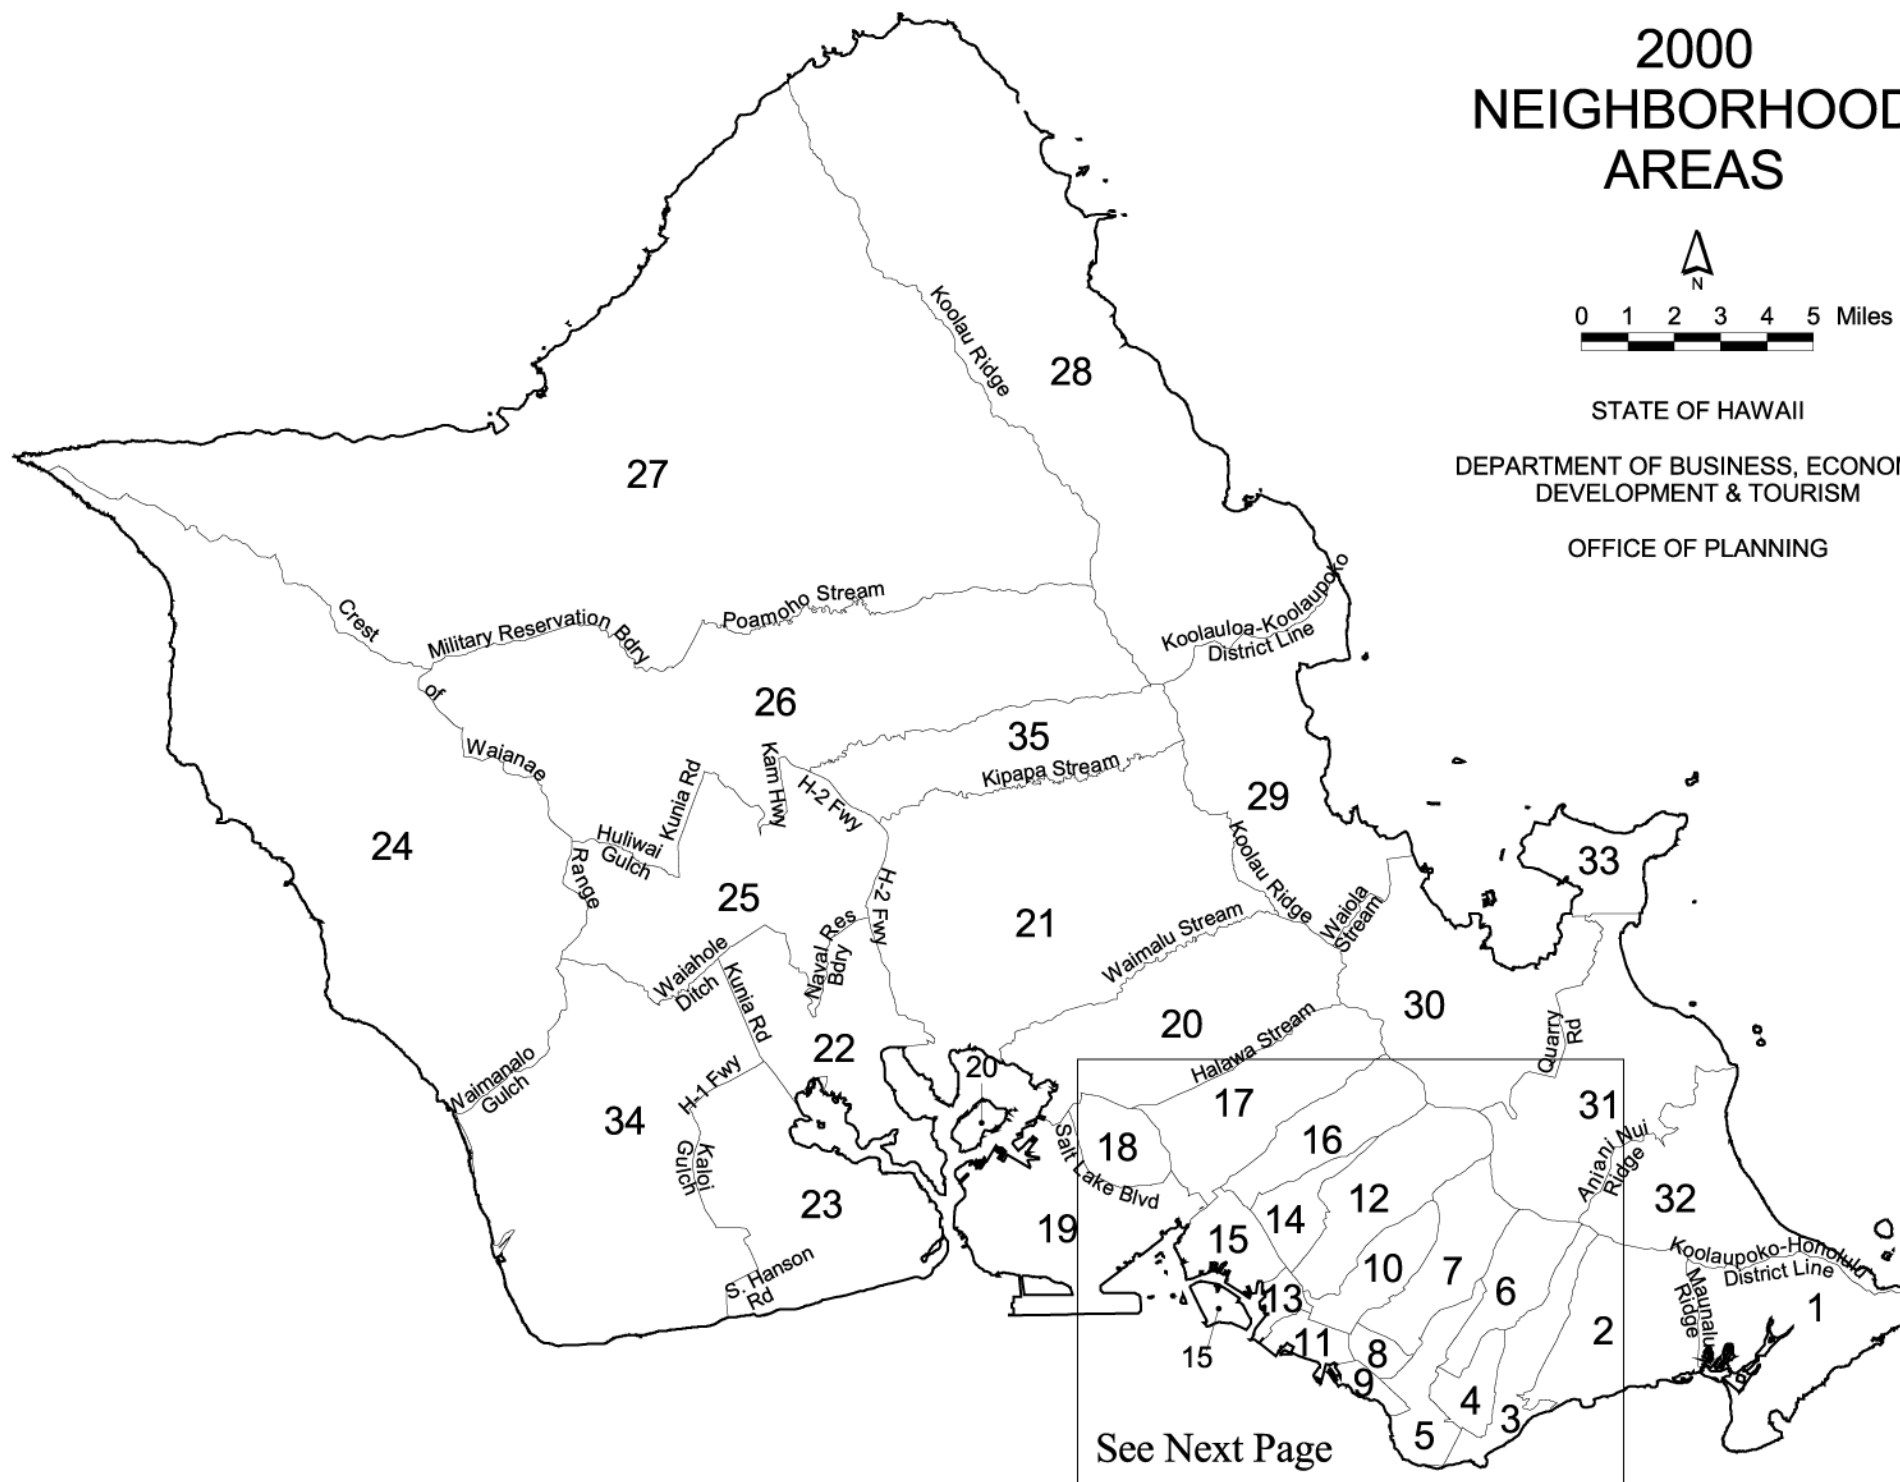 2000
NEIGHBORHOOD
AREAS
N
0 1 2 3 4 5 Miles
STATE OF HAWAII
DEPARTMENT OF BUSINESS, ECONO
DEVELOPMENT & TOURISM
OFFICE OF PLANNING
Koolau Ridge
28
27
Crest
of
Waianae
Range
Military Reservation Bdry
Poamoho Stream
Koolauloa-Koolaupoko
District Line
26
35
Kipapa Stream
Kam Hwy
H-2 Fwy
Kunia Rd
Huliwai
Gulch
29
24
33
25
21
H-2 Fwy
Koolau Ridge
Waiola
Stream
Waimalu Stream
Naval Res
Bdry
Waiahole
Ditch
Kunia Rd
30
20
Halawa Stream
Quarry
Rd
22
20
Waimanalo
Gulch
H-1 Fwy
34
Kaloi
Gulch
17
31
18
16
Salt Lake Blvd
Aniani Nui
Ridge
23
19
12
14
15
32
Koolaupoko-Honolulu
District Line
S. Hanson
Rd
10
7
6
13
Maunalu
Ridge
1
2
15
11
8
9
4
3
5
See Next Page